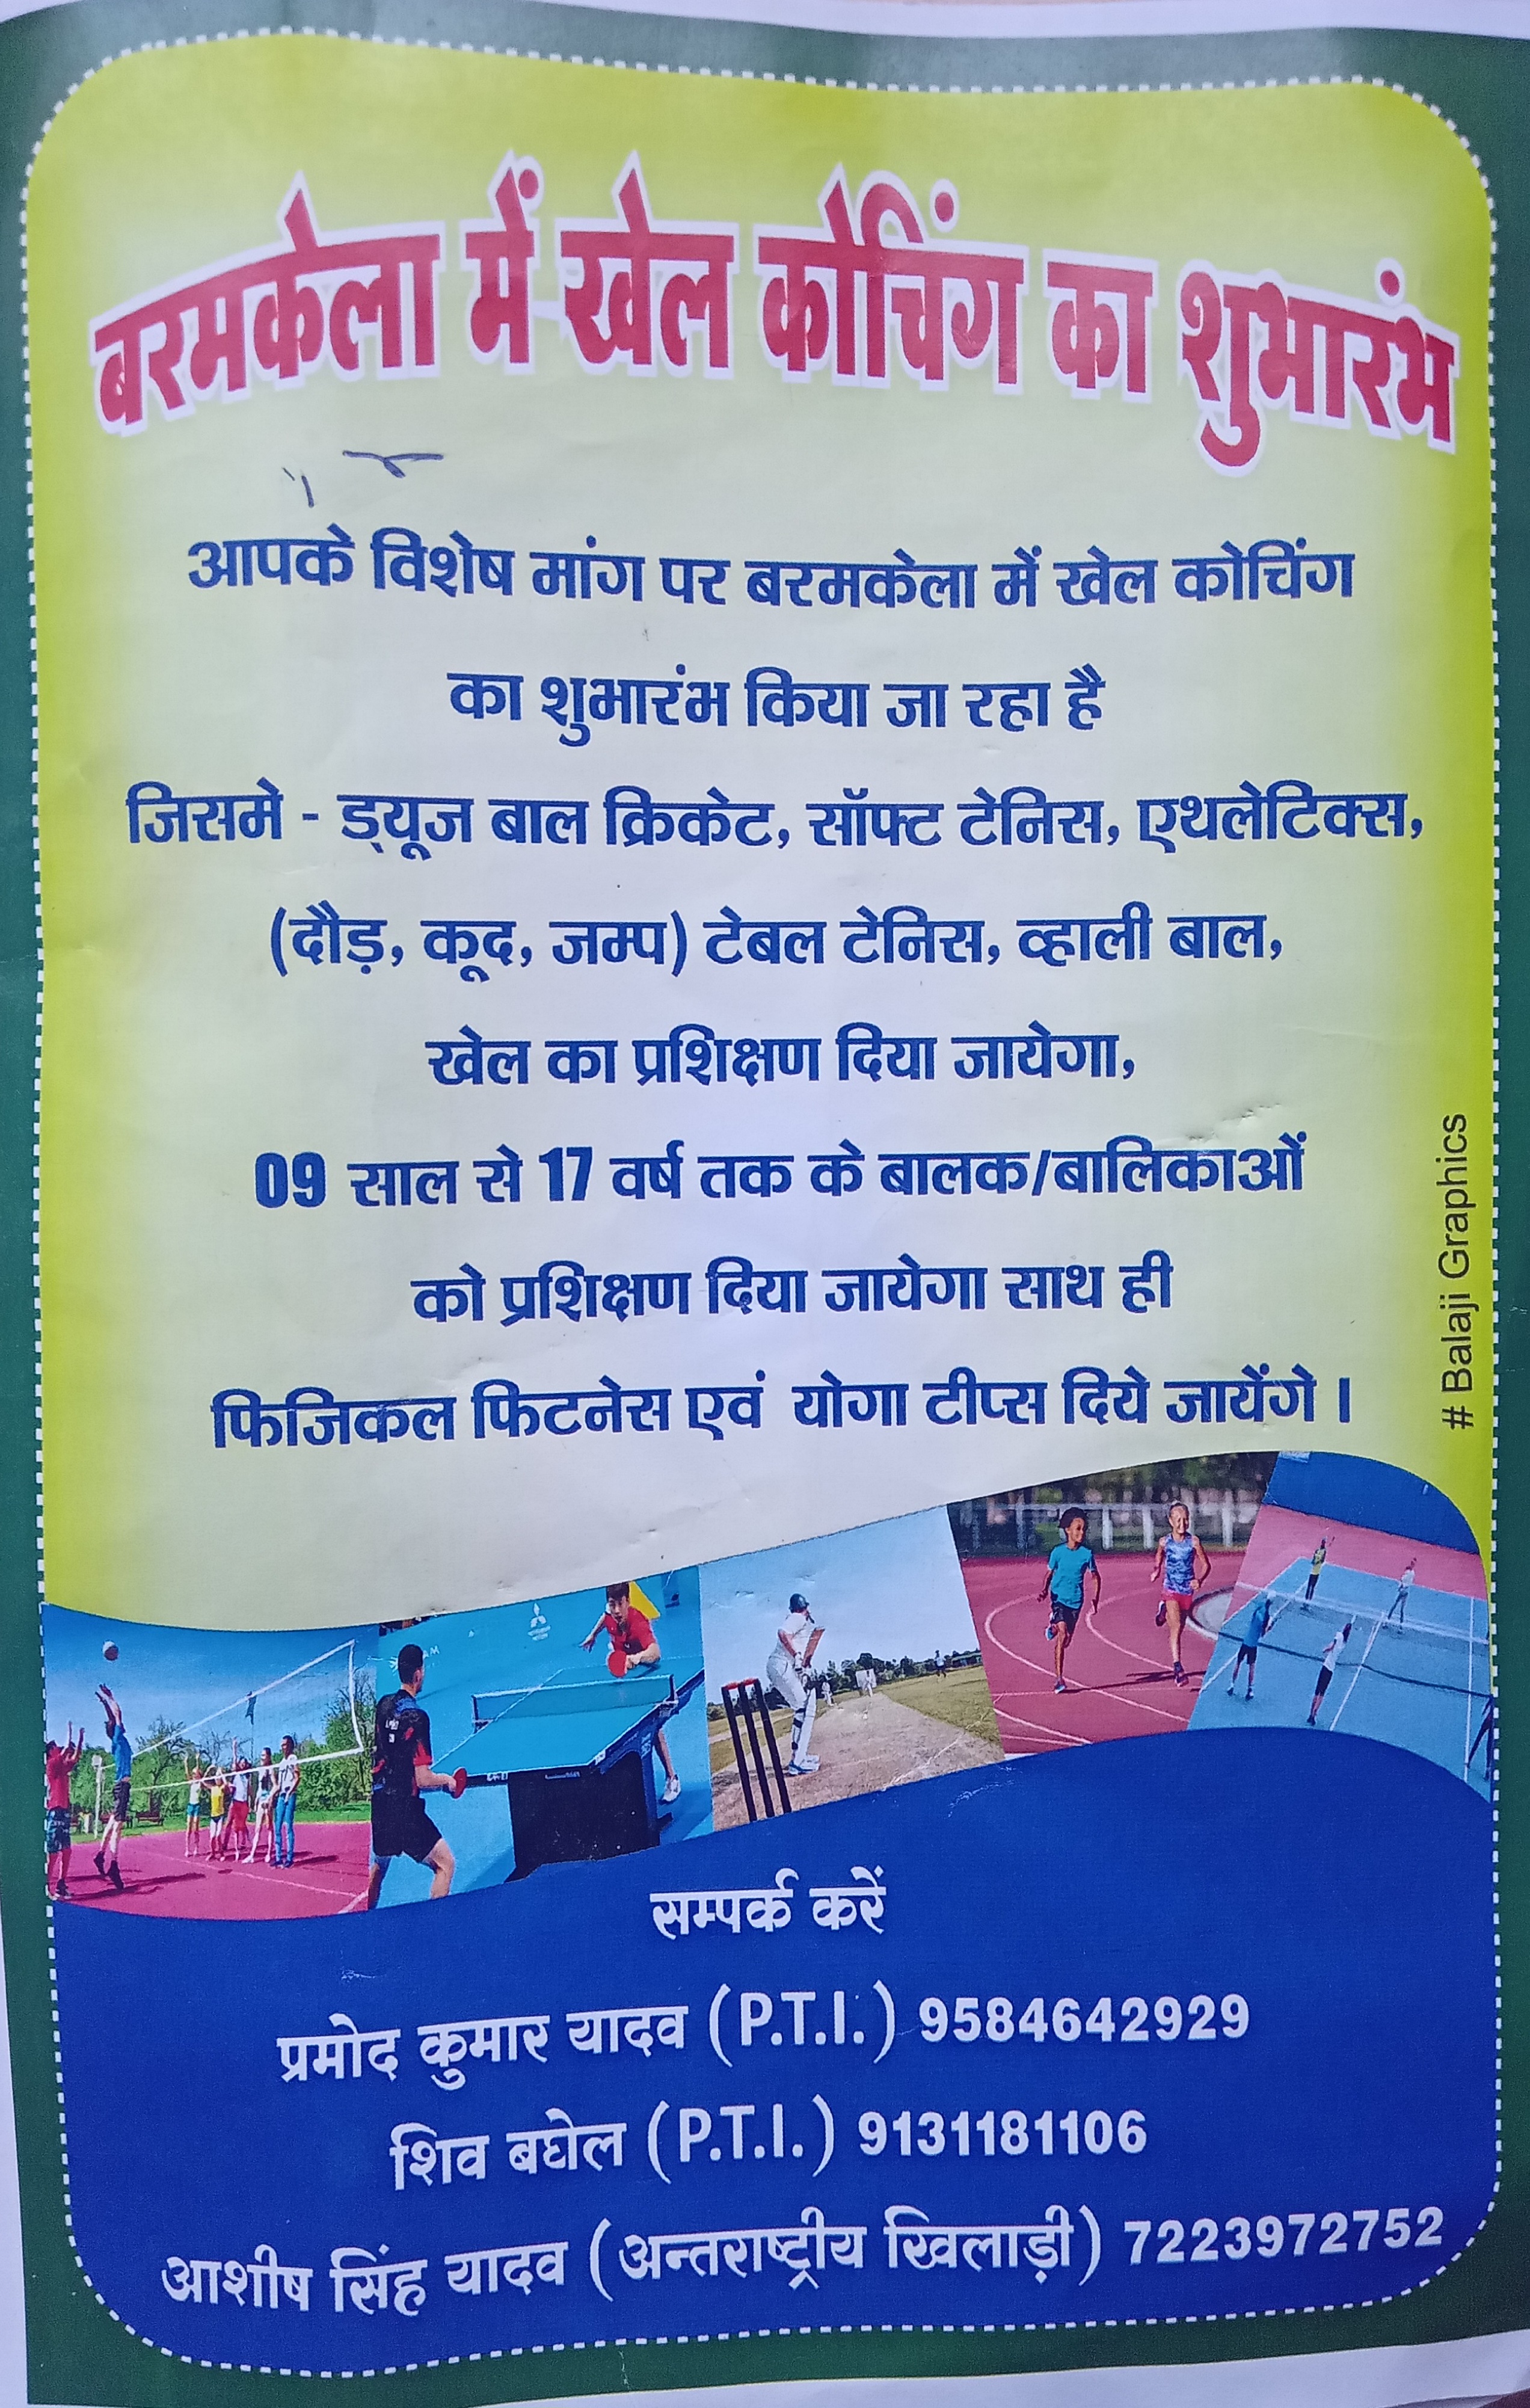 बरमकेला में खेल कोचिंग का शुभारंभ
आपके विशेष मांग पर बरमकेला में खेल कोचिंग
का शुभारंभ किया जा रहा है
जिसमे - ड्यूज बाल क्रिकेट, सॉफ्ट टेनिस, एथलेटिक्स,
(दौड़, कूद, जम्प) टेबल टेनिस, व्हाली बाल,
खेल का प्रशिक्षण दिया जायेगा,
09 साल से 17 वर्ष तक के बालक/बालिकाओं
को प्रशिक्षण दिया जायेगा साथ ही
फिजिकल फिटनेस एवं योगा टीप्स दिये जायेंगे ।
# Balaji Graphics
सम्पर्क करें
प्रमोद कुमार यादव (P.T.I.) 9584642929
शिव बघेल (P.T.I.) 9131181106
आशीष सिंह यादव (अन्तराष्ट्रीय खिलाड़ी) 7223972752